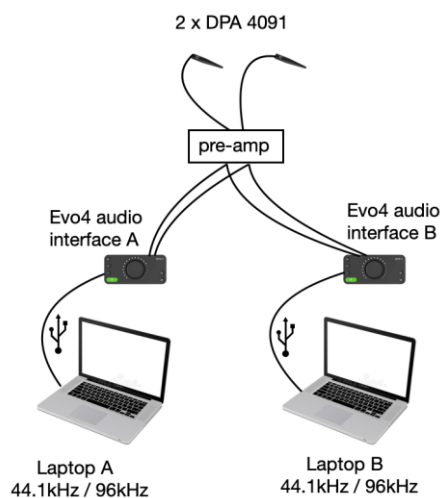 2 x DPA 4091
pre-amp
Evo4 audio
interface A
Evo4 audio
interface B
Laptop A
44.1kHz / 96kHz
Laptop B
44.1kHz / 96kHz